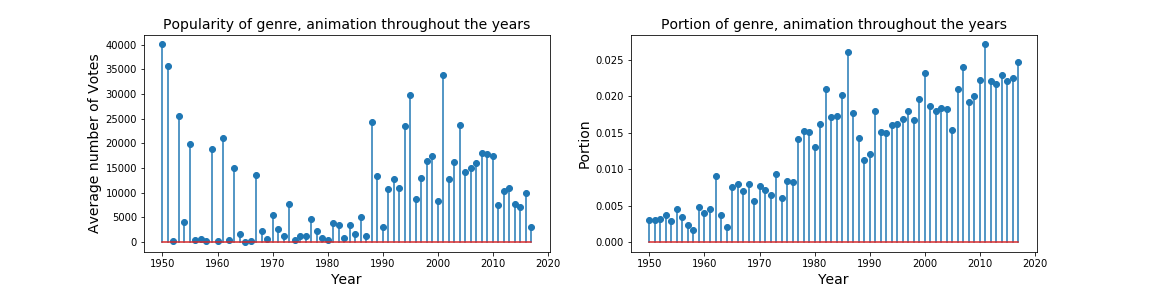 Popularity of genre, animation throughout the years
Average number of Votes
40000
35000
30000
25000
20000
15000
10000
5000
0
1950 1960 1970 1980 1990 2000 2010 2020
Year
Portion of genre, animation throughout the years
Portion
0.025
0.020
0.015
0.010
0.005
0.000
1950 1960 1970 1980 1990 2000 2010 2020
Year